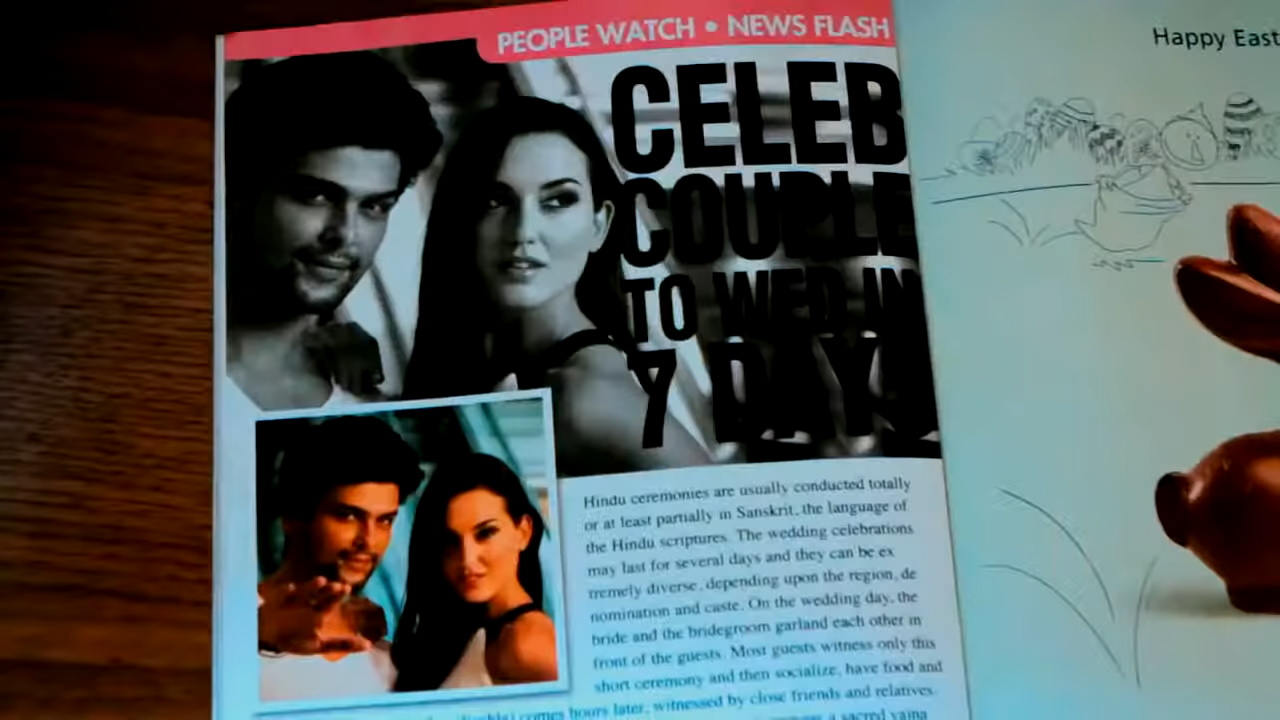 PEOPLE WATCH • NEWS FLASH
CELEB
COUPLE
TO WED IN
7 DAYS
Happy East
Hindu ceremonies are usually conducted totally
or at least partially in Sanskrit, the language of
the Hindu scriptures. The wedding celebrations
may last for several days and they can be ex
tremely diverse, depending upon the region, de
nomination and caste. On the wedding day, the
bride and the bridegroom garland each other in
front of the guests. Most guests witness only this
short ceremony and then socialize, have food and
comes hours later, witnessed by close friends and relatives.
a sacred yajna